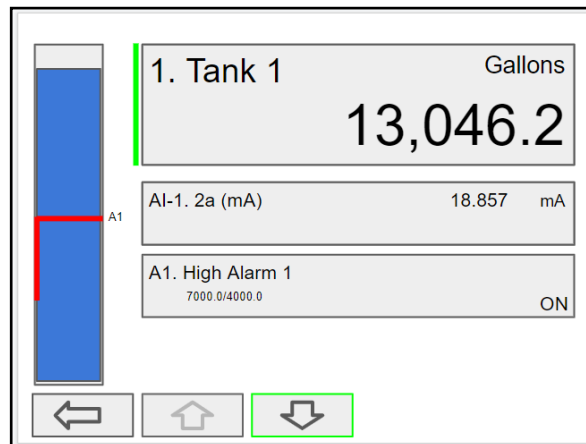 1. Tank 1 Gallons
13,046.2
A1
AI-1. 2a (mA) 18.857 mA
A1. High Alarm 1
7000.0/4000.0
ON